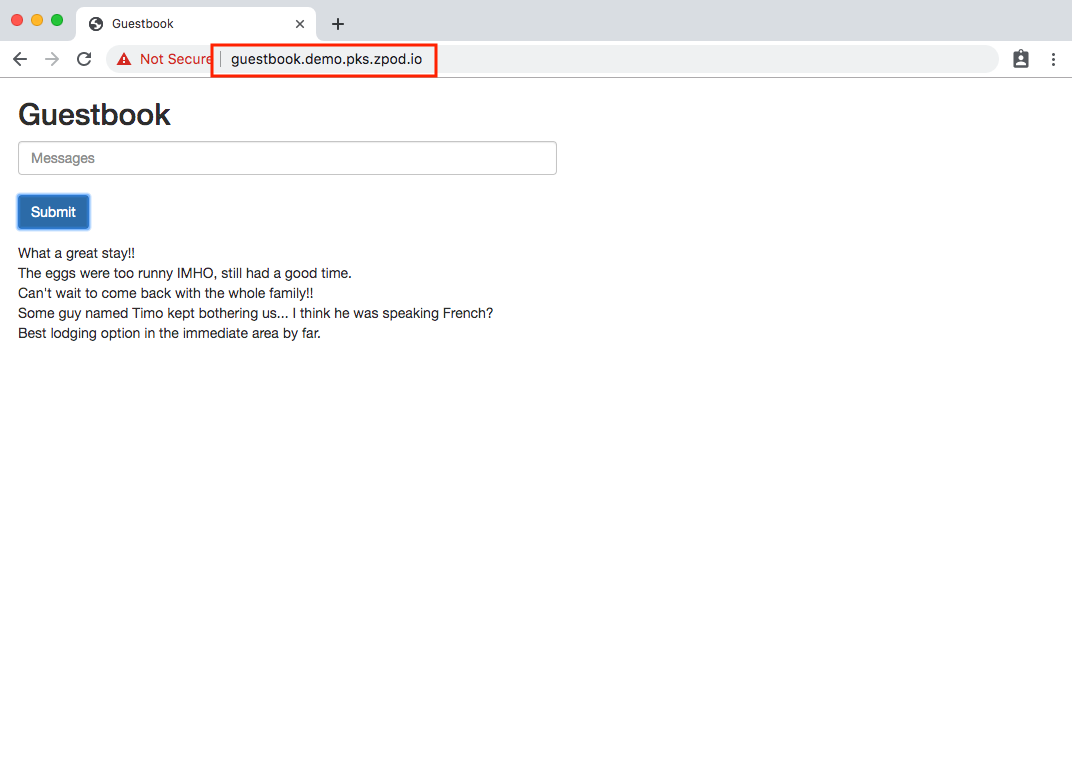 Guestbook
Not Secure | guestbook.demo.pks.zpod.io
Guestbook
Messages
Submit
What a great stay!!
The eggs were too runny IMHO, still had a good time.
Can't wait to come back with the whole family!!
Some guy named Timo kept bothering us... I think he was speaking French?
Best lodging option in the immediate area by far.